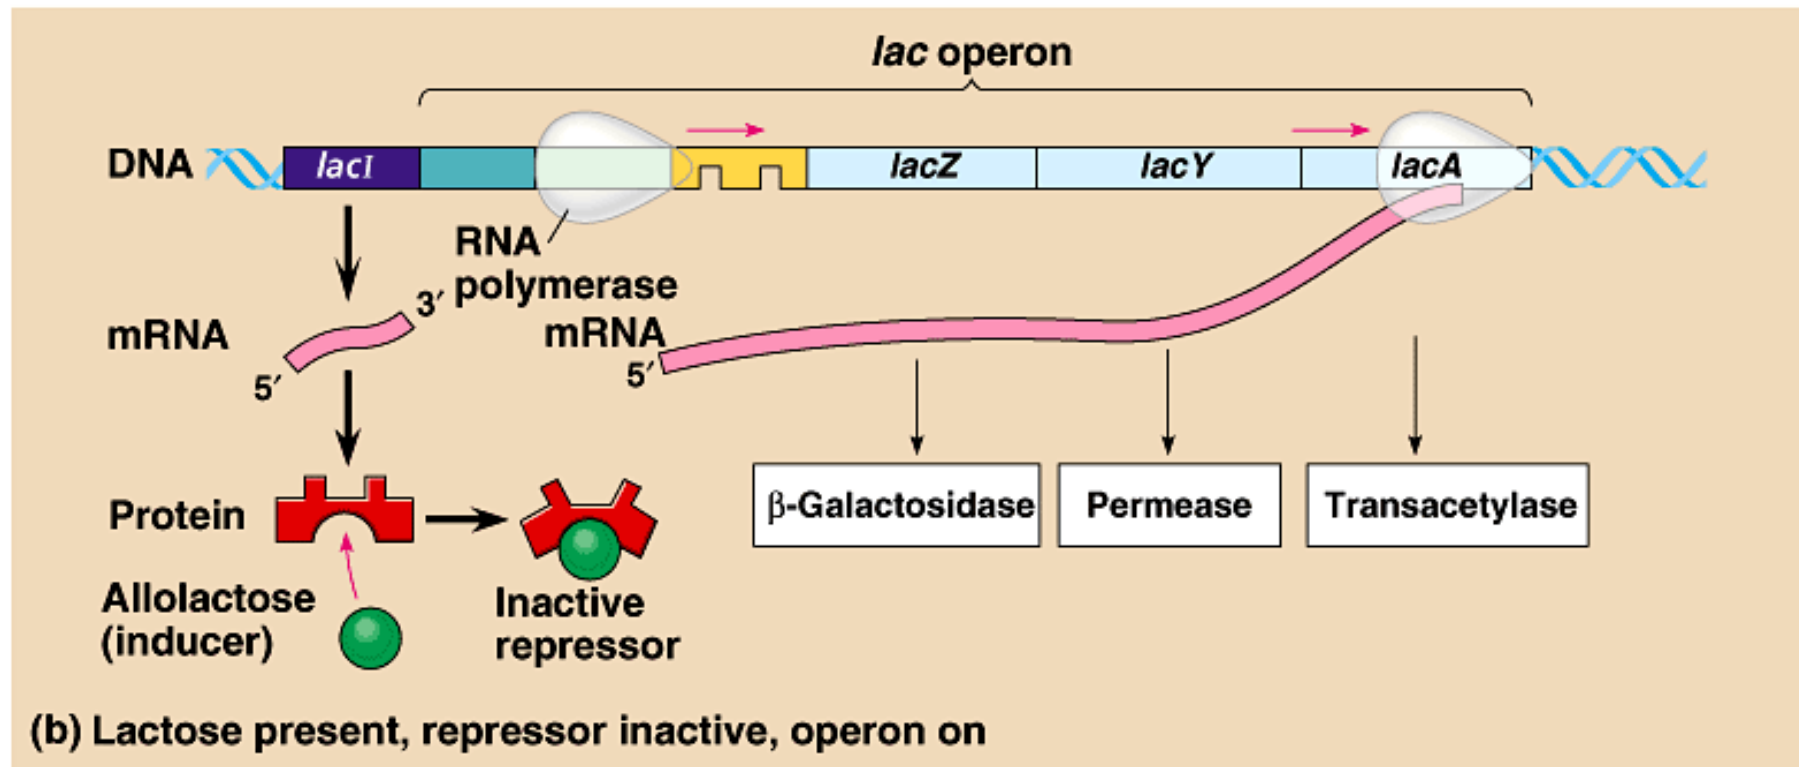 lac operon
DNA
lacI
lacZ
lacY
lacA
RNA
polymerase
mRNA
3′
5′
mRNA
5′
Protein
β-Galactosidase
Permease
Transacetylase
Allolactose
(inducer)
Inactive
repressor
(b) Lactose present, repressor inactive, operon on